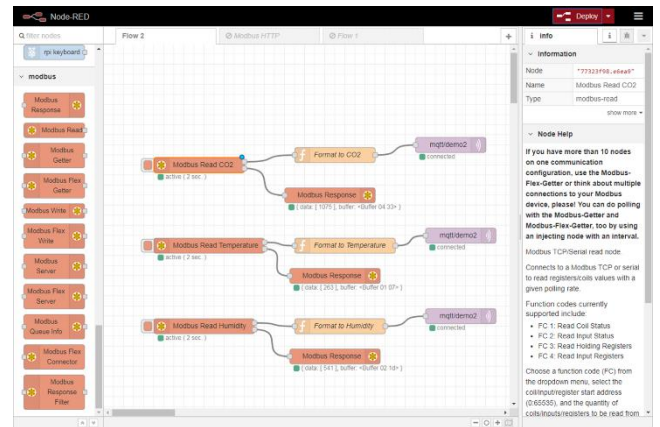 Node-RED
Deploy
filter nodes
Flow 2
Modbus HTTP
Flow 1
info
i
rpi keyboard
modbus
Modbus Response
Modbus Read
Modbus Getter
Modbus Flex Getter
Modbus Write
Modbus Flex Write
Modbus Server
Modbus Flex Server
Modbus Queue Info
Modbus Flex Connector
Modbus Response Filter
Modbus Read CO2
active ( 2 sec. )
Format to CO2
mqtt/demo2
connected
Modbus Response
{ data: [ 1075 ], buffer: <Buffer 04 33> }
Modbus Read Temperature
active ( 2 sec. )
Format to Temperature
mqtt/demo2
connected
Modbus Response
{ data: [ 263 ], buffer: <Buffer 01 07> }
Modbus Read Humidity
active ( 2 sec. )
Format to Humidity
mqtt/demo2
connected
Modbus Response
{ data: [ 541 ], buffer: <Buffer 02 1d> }
Information
Node "77323f98.e6ea9"
Name Modbus Read CO2
Type modbus-read
show more
Node Help
If you have more than 10 nodes
on one communication
configuration, use the Modbus-
Flex-Getter or think about multiple
connections to your Modbus
device, please! You can do polling
with the Modbus-Getter and
Modbus-Flex-Getter, too by using
an injecting node with an interval.
Modbus TCP/Serial read node.
Connects to a Modbus TCP or serial
to read registers/coils values with a
given polling rate.
Function codes currently
supported include:
• FC 1: Read Coil Status
• FC 2: Read Input Status
• FC 3: Read Holding Registers
• FC 4: Read Input Registers
Choose a function code (FC) from
the dropdown menu, select the
coil/input/register start address
(0:65535), and the quantity of
coils/inputs/registers to be read from